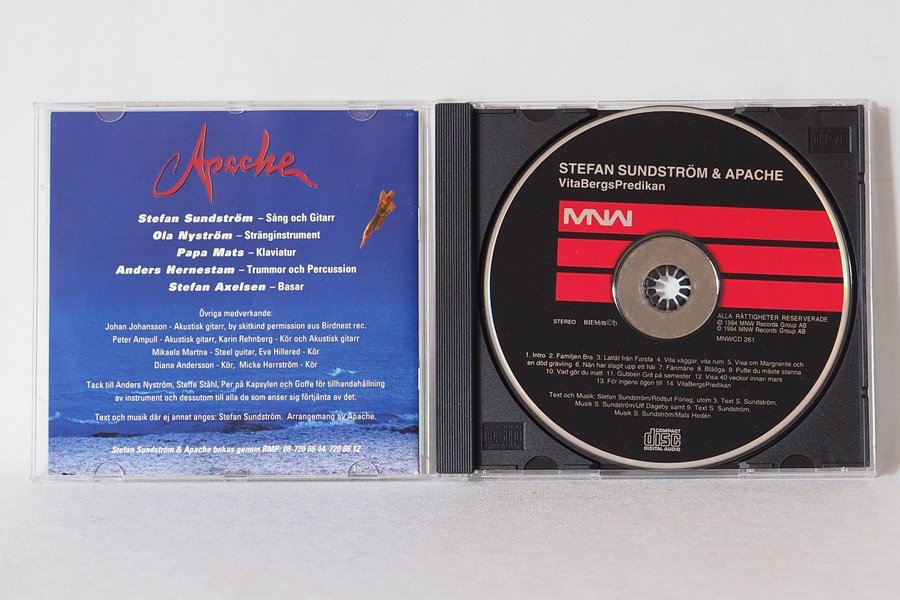 Apache
Stefan Sundström – Sång och Gitarr
Ola Nyström – Stränginstrument
Papa Mats – Klaviatur
Anders Hernestam – Trummor och Percussion
Stefan Axelsen – Basar
Övriga medverkande:
Johan Johansson - Akustisk gitarr, by skitkind permission aus Birdnest rec.
Peter Ampull - Akustisk gitarr, Karin Rehnberg - Kör och Akustisk gitarr
Mikaela Martna - Steel guitar, Eva Hillered - Kör
Diana Andersson - Kör, Micke Herrström - Kör
Tack till Anders Nyström, Steffe Ståhl, Per på Kapsylen och Goffe för tillhandahållning
av instrument och dessutom till alla de som anser sig förtjänta av det.
Text och musik där ej annat anges: Stefan Sundström. Arrangemang av Apache.
Stefan Sundström & Apache bokas genom RMP: 08-720 66 44, 720 66 12
STEFAN SUNDSTRÖM & APACHE
VitaBergsPredikan
MNW
STEREO BIEM/n©b
ALLA RÄTTIGHETER RESERVERADE
℗ 1994 MNW Records Group AB
© 1994 MNW Records Group AB
MNWCD 261
1. Intro 2. Familjen Bra 3. Latlåt från Farsta 4. Vita väggar, vita rum 5. Visa om Margnente och
en död grävling 6. Nån har slagit upp ett hål 7. Fänmäne 8. Blåöga 9. Putte du måste stanna
10. Vad gör du inatt 11. Gubben Grå på semester 12. Visa 40 veckor innan mars
13. För ingens ögon till 14. VitaBergsPredikan
Text och Musik: Stefan Sundström/Rödljut Förlag, utom 3. Text S. Sundström,
Musik S. Sundström/Ulf Dageby samt 9. Text S. Sundström,
Musik S. Sundström/Mats Hedén
COMPACT
disc
DIGITAL AUDIO